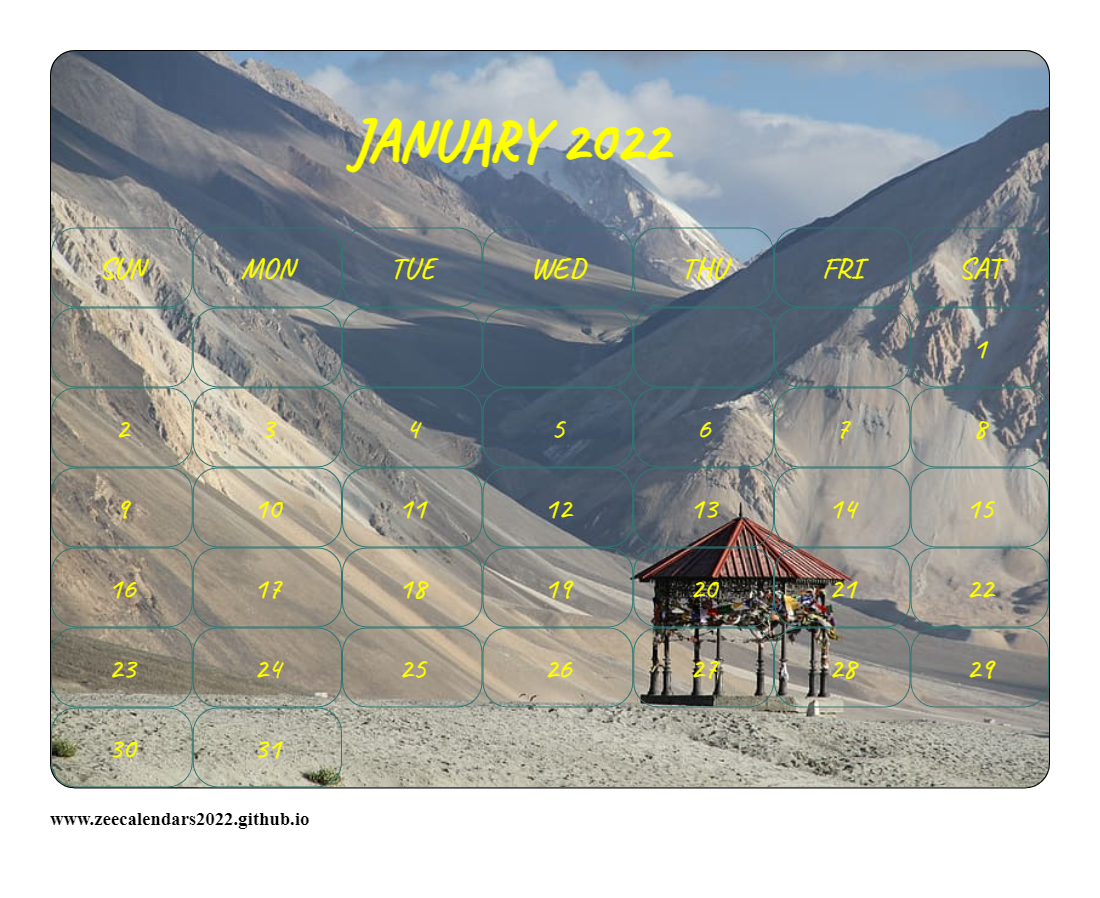 JANUARY 2022
SUN MON TUE WED THU FRI SAT
1
2 3 4 5 6 7 8
9 10 11 12 13 14 15
16 17 18 19 20 21 22
23 24 25 26 27 28 29
30 31
www.zeecalendars2022.github.io